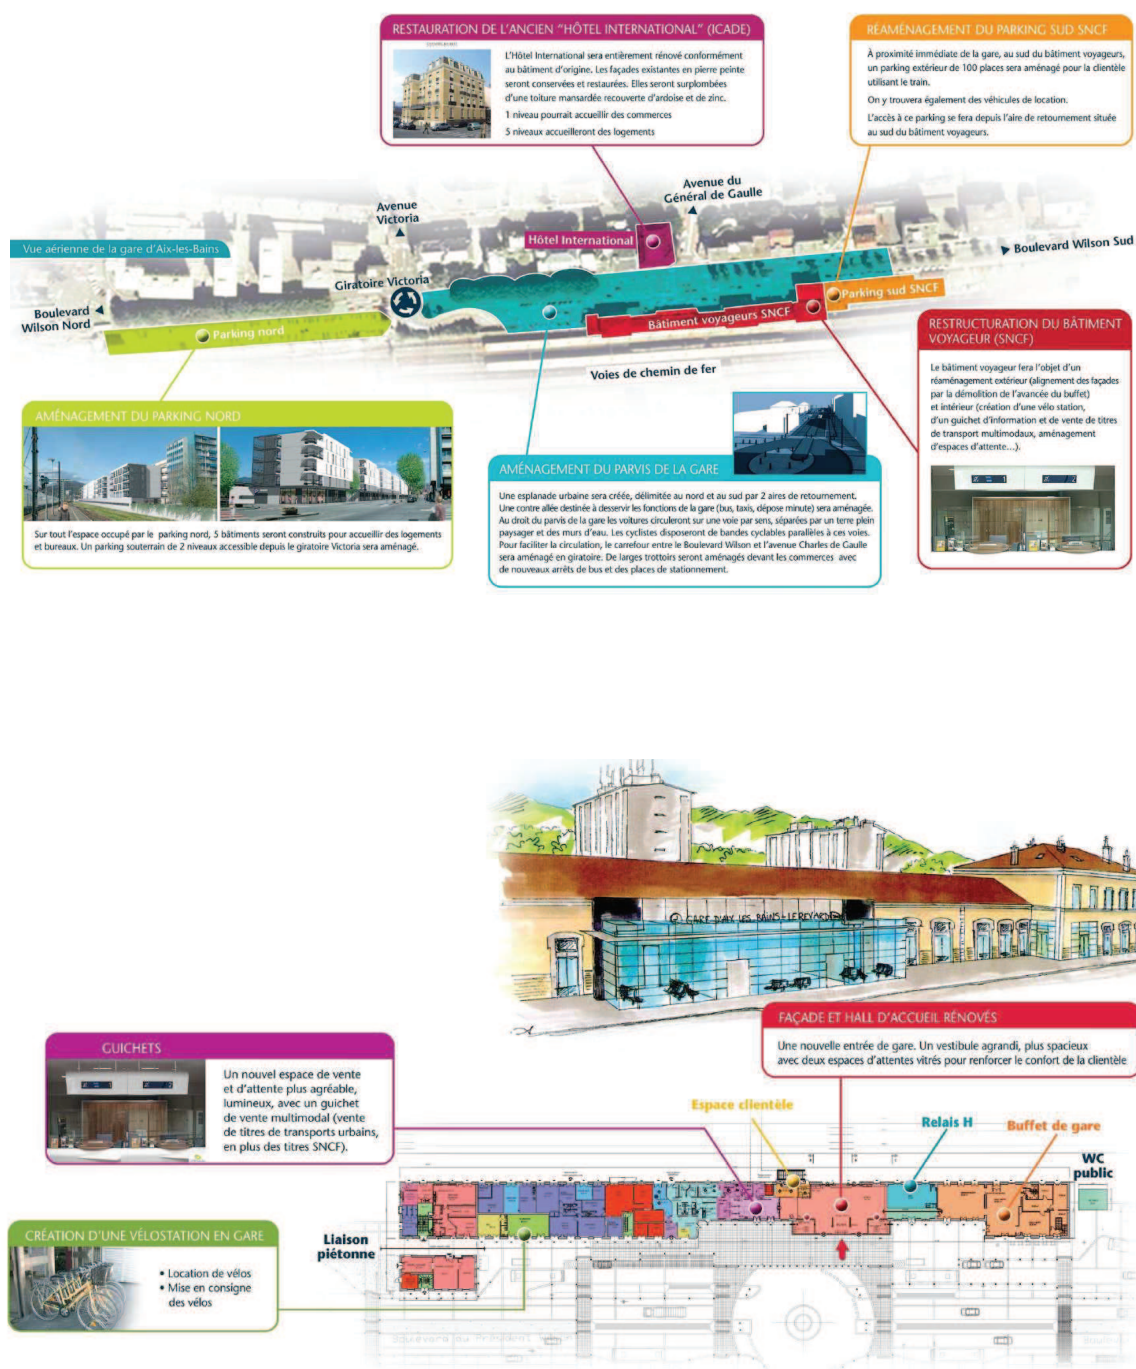 RESTAURATION DE L'ANCIEN "HÔTEL INTERNATIONAL" (ICADE)
L'Hôtel International sera entièrement rénové conformément
au bâtiment d'origine. Les façades existantes en pierre peinte
seront conservées et restaurées. Elles seront surplombées
d'une toiture mansardée recouverte d'ardoise et de zinc.
1 niveau pourrait accueillir des commerces
5 niveaux accueilleront des logements
RÉAMÉNAGEMENT DU PARKING SUD SNCF
À proximité immédiate de la gare, au sud du bâtiment voyageurs,
un parking extérieur de 100 places sera aménagé pour la clientèle
utilisant le train.
On y trouvera également des véhicules de location.
L'accès à ce parking se fera depuis l'aire de retournement située
au sud du bâtiment voyageurs.
Avenue
Victoria
Avenue du
Général de Gaulle
Vue aérienne de la gare d'Aix-les-Bains
Hôtel International
Boulevard Wilson Sud
Giratoire Victoria
Boulevard
Wilson Nord
Parking nord
Parking sud SNCF
Bâtiment voyageurs SNCF
Voies de chemin de fer
RESTRUCTURATION DU BÂTIMENT
VOYAGEUR (SNCF)
Le bâtiment voyageur fera l'objet d'un
réaménagement extérieur (alignement des façades
par la démolition de l'avancée du buffet)
et intérieur (création d'une vélo station,
d'un guichet d'information et de vente de titres
de transport multimodaux, aménagement
d'espaces d'attente...).
AMÉNAGEMENT DU PARKING NORD
Sur tout l'espace occupé par le parking nord, 5 bâtiments seront construits pour accueillir des logements
et bureaux. Un parking souterrain de 2 niveaux accessible depuis le giratoire Victoria sera aménagé.
AMÉNAGEMENT DU PARVIS DE LA GARE
Une esplanade urbaine sera créée, délimitée au nord et au sud par 2 aires de retournement.
Une contre allée destinée à desservir les fonctions de la gare (bus, taxis, dépose minute) sera aménagée.
Au droit du parvis de la gare les voitures circuleront sur une voie par sens, séparées par un terre plein
paysager et des murs d'eau. Les cyclistes disposeront de bandes cyclables parallèles à ces voies.
Pour faciliter la circulation, le carrefour entre le Boulevard Wilson et l'avenue Charles de Gaulle
sera aménagé en giratoire. De larges trottoirs seront aménagés devant les commerces avec
de nouveaux arrêts de bus et des places de stationnement.
GARE D'AIX LES BAINS - LE REVARD
FAÇADE ET HALL D'ACCUEIL RÉNOVÉS
Une nouvelle entrée de gare. Un vestibule agrandi, plus spacieux
avec deux espaces d'attentes vitrés pour renforcer le confort de la clientèle
GUICHETS
Un nouvel espace de vente
et d'attente plus agréable,
lumineux, avec un guichet
de vente multimodal (vente
de titres de transports urbains,
en plus des titres SNCF).
Espace clientèle
Relais H
Buffet de gare
WC
public
CRÉATION D'UNE VÉLOSTATION EN GARE
• Location de vélos
• Mise en consigne
des vélos
Liaison
piétonne
Boulevard du Président Wilson